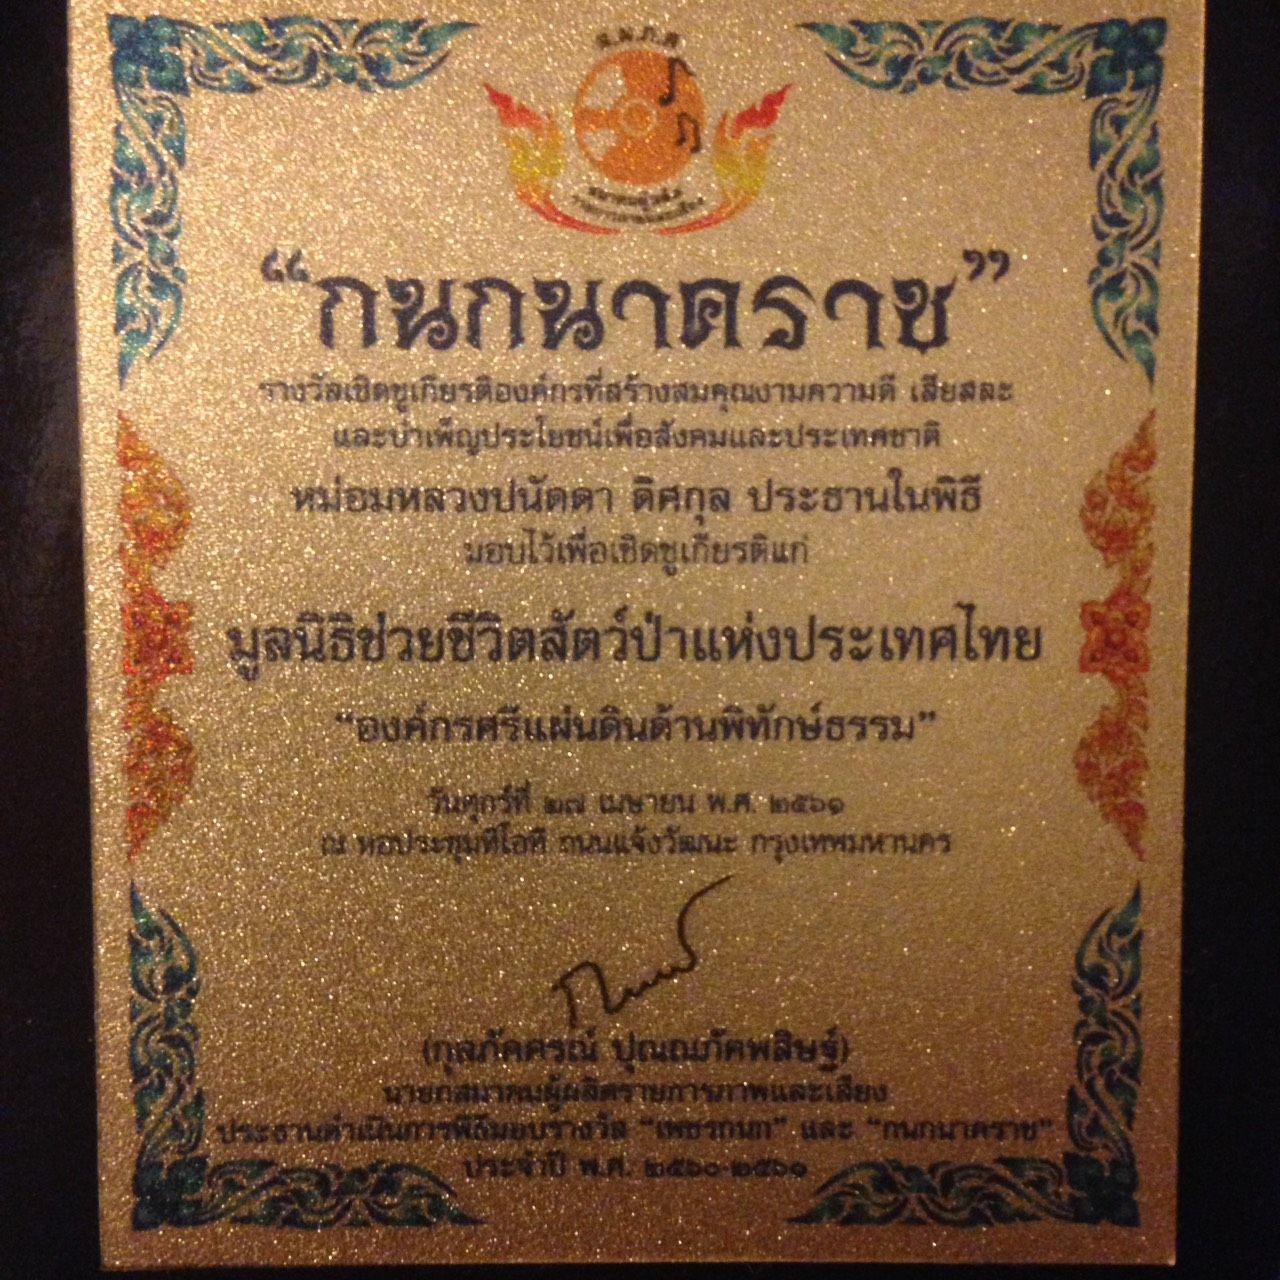 ส.ผ.ภ.ส
“กนกนาคราช”
รางวัลเชิดชูเกียรติองค์กรที่สร้างสมคุณงามความดี เสียสละ
และบำเพ็ญประโยชน์เพื่อสังคมและประเทศชาติ
หม่อมหลวงปนัดดา ดิศกุล ประธานในพิธี
มอบไว้เพื่อเชิดชูเกียรติแก่
มูลนิธิช่วยชีวิตสัตว์ป่าแห่งประเทศไทย
“องค์กรศรีแผ่นดินด้านพิทักษ์ธรรม”
วันศุกร์ที่ ๒๗ เมษายน พ.ศ. ๒๕๖๑
ณ หอประชุมทีโอที ถนนแจ้งวัฒนะ กรุงเทพมหานคร
(กุลภัคครณ์ ปุณณภัคพสิษฐ์)
นายกสมาคมผู้ผลิตรายการภาพและเสียง
ประธานดำเนินการพิธีมอบรางวัล “เพชรกนก” และ “กนกนาคราช”
ประจำปี พ.ศ. ๒๕๖๐-๒๕๖๑